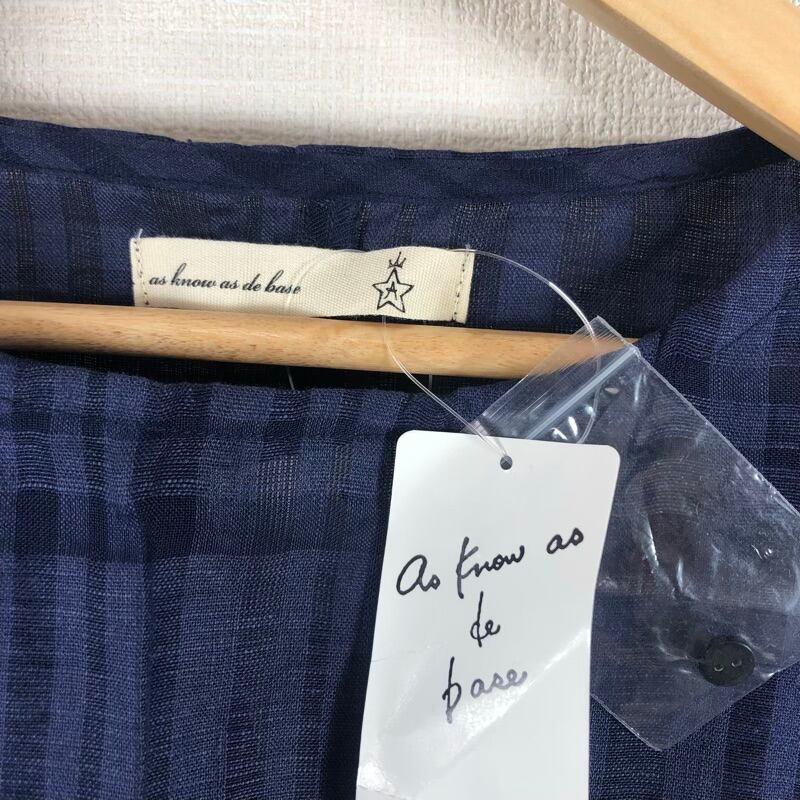 as know as de base
A
As know as
de
base